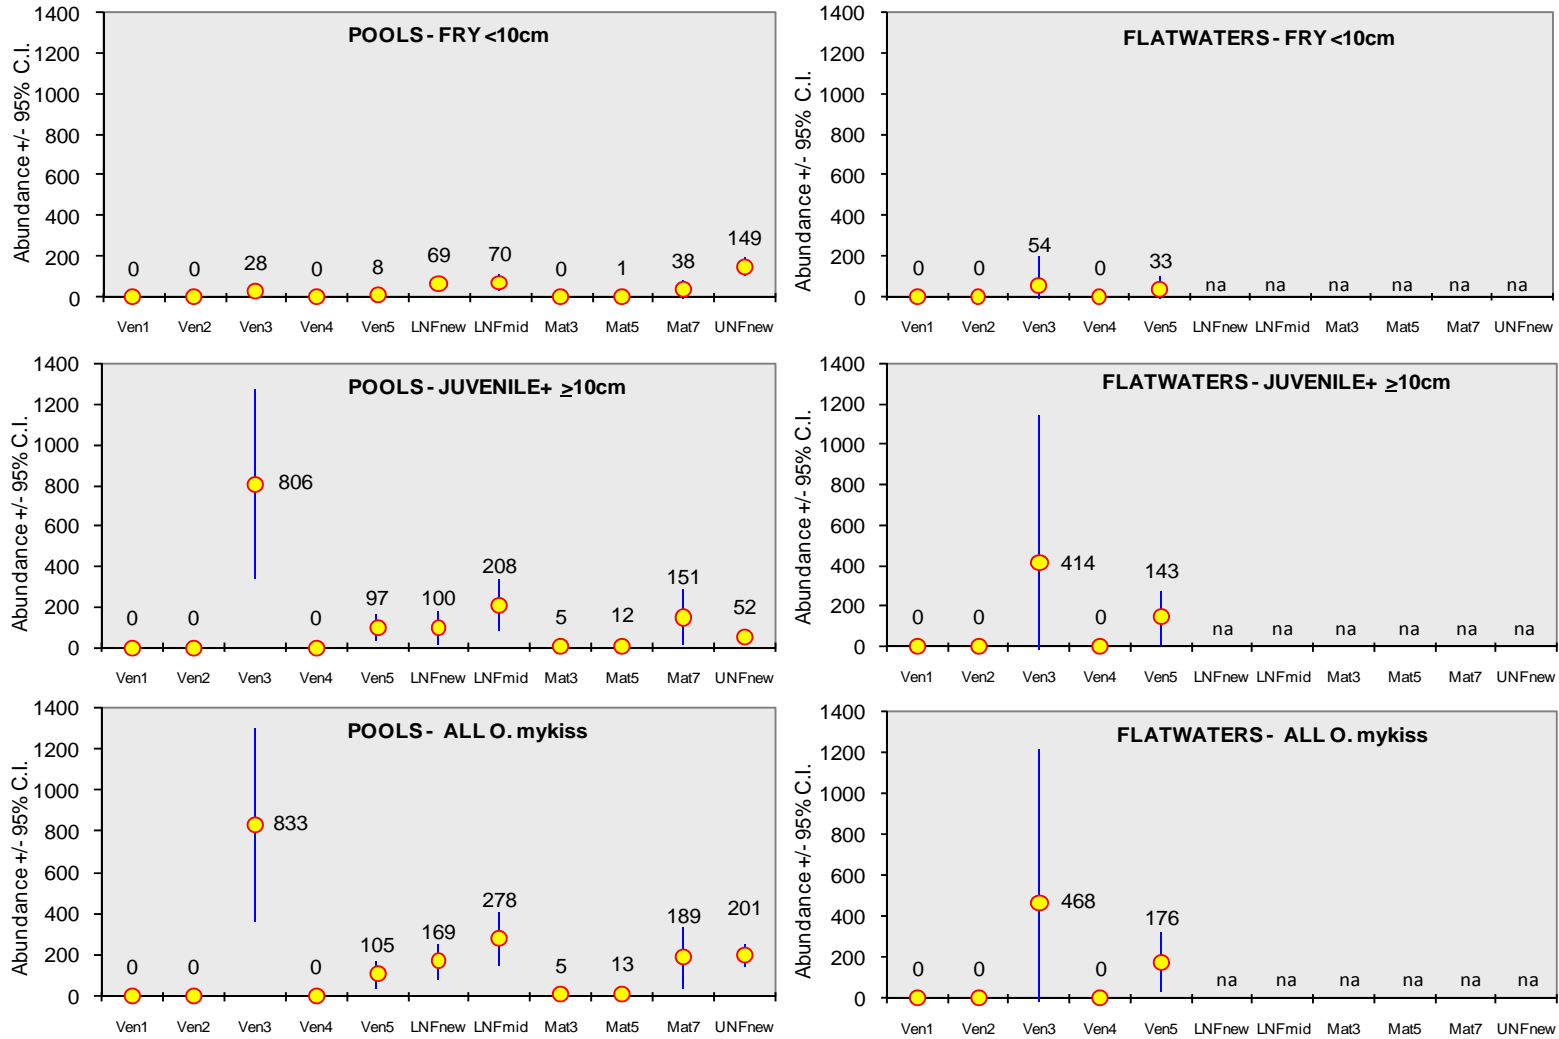 POOLS - FRY <10cm
Abundance +/- 95% C.I.
1400
1200
1000
800
600
400
200
0
0 0 28 0 8 69 70 0 1 38 149
Ven1 Ven2 Ven3 Ven4 Ven5 LNFnew LNFmid Mat3 Mat5 Mat7 UNFnew
FLATWATERS - FRY <10cm
Abundance +/- 95% C.I.
1400
1200
1000
800
600
400
200
0
0 0 54 0 33 na na na na na na
Ven1 Ven2 Ven3 Ven4 Ven5 LNFnew LNFmid Mat3 Mat5 Mat7 UNFnew
POOLS - JUVENILE+ ≥10cm
Abundance +/- 95% C.I.
1400
1200
1000
800
600
400
200
0
0 0 806 0 97 100 208 5 12 151 52
Ven1 Ven2 Ven3 Ven4 Ven5 LNFnew LNFmid Mat3 Mat5 Mat7 UNFnew
FLATWATERS - JUVENILE+ ≥10cm
Abundance +/- 95% C.I.
1400
1200
1000
800
600
400
200
0
0 0 414 0 143 na na na na na na
Ven1 Ven2 Ven3 Ven4 Ven5 LNFnew LNFmid Mat3 Mat5 Mat7 UNFnew
POOLS - ALL O. mykiss
Abundance +/- 95% C.I.
1400
1200
1000
800
600
400
200
0
0 0 833 0 105 169 278 5 13 189 201
Ven1 Ven2 Ven3 Ven4 Ven5 LNFnew LNFmid Mat3 Mat5 Mat7 UNFnew
FLATWATERS - ALL O. mykiss
Abundance +/- 95% C.I.
1400
1200
1000
800
600
400
200
0
0 0 468 0 176 na na na na na na
Ven1 Ven2 Ven3 Ven4 Ven5 LNFnew LNFmid Mat3 Mat5 Mat7 UNFnew